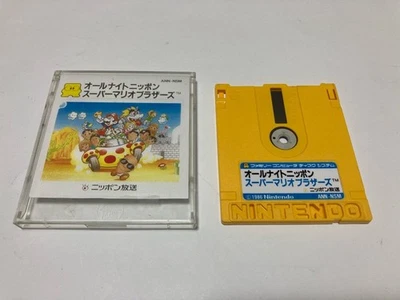 オールナイトニッポン
スーパーマリオブラザーズ™
ニッポン放送
ファミリー コンピュータ ディスク システム
オールナイトニッポン
スーパーマリオブラザーズ™
ニッポン放送
© 1986 Nintendo
NINTENDO